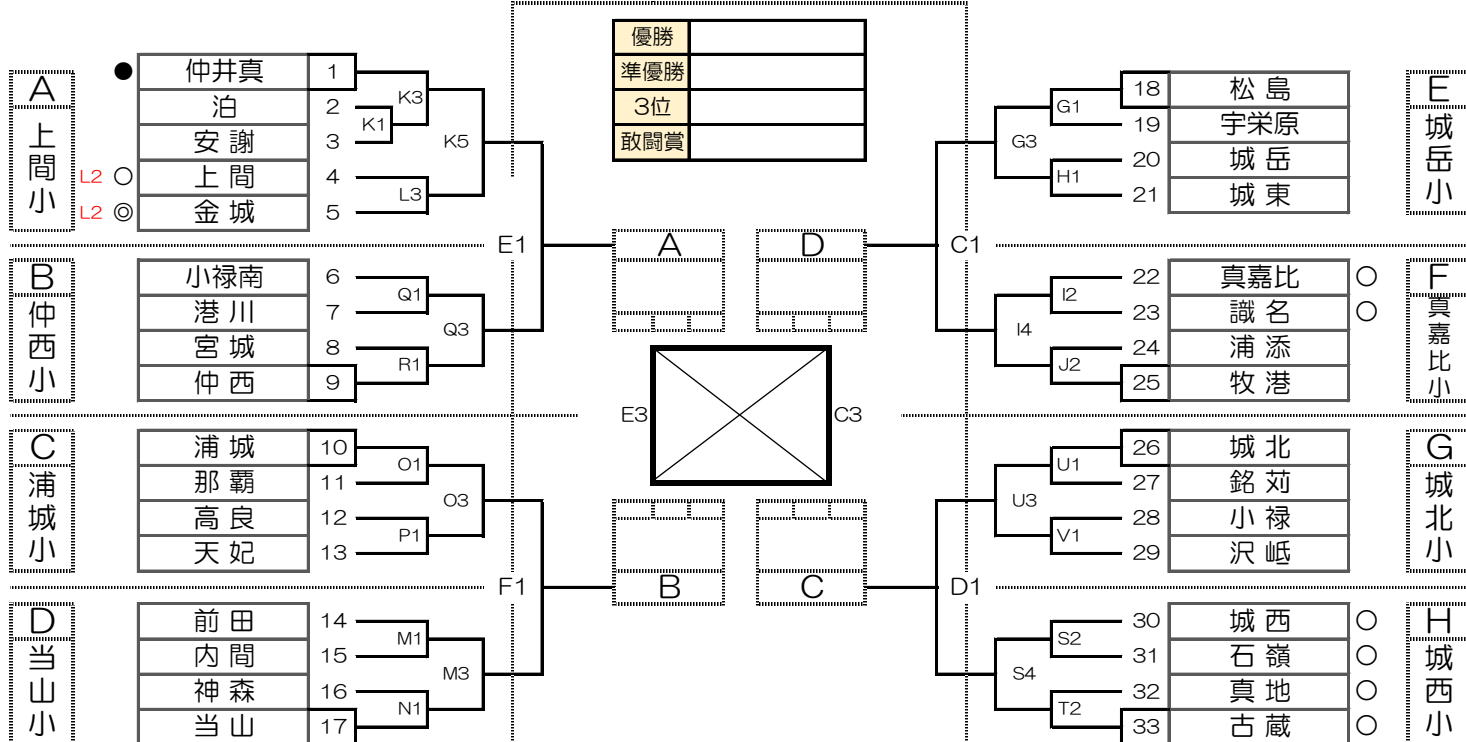 優勝
準優勝
3位
敢闘賞
A
上間小
● 仲井真 1
泊 2
安謝 3
L2 ○ 上間 4
L2 ◎ 金城 5
K1
K3
L3
K5
B
仲西小
小禄南 6
港川 7
宮城 8
仲西 9
Q1
R1
Q3
E1
C
浦城小
浦城 10
那覇 11
高良 12
天妃 13
O1
P1
O3
D
当山小
前田 14
内間 15
神森 16
当山 17
M1
N1
M3
F1
A
D
E3
C3
B
C
E
城岳小
18 松島
19 宇栄原
20 城岳
21 城東
G1
H1
G3
C1
F
真嘉比小
22 真嘉比 ○
23 識名 ○
24 浦添
25 牧港
I2
J2
I4
G
城北小
26 城北
27 銘苅
28 小禄
29 沢岻
U1
V1
U3
D1
H
城西小
30 城西 ○
31 石嶺 ○
32 真地 ○
33 古蔵 ○
S2
T2
S4